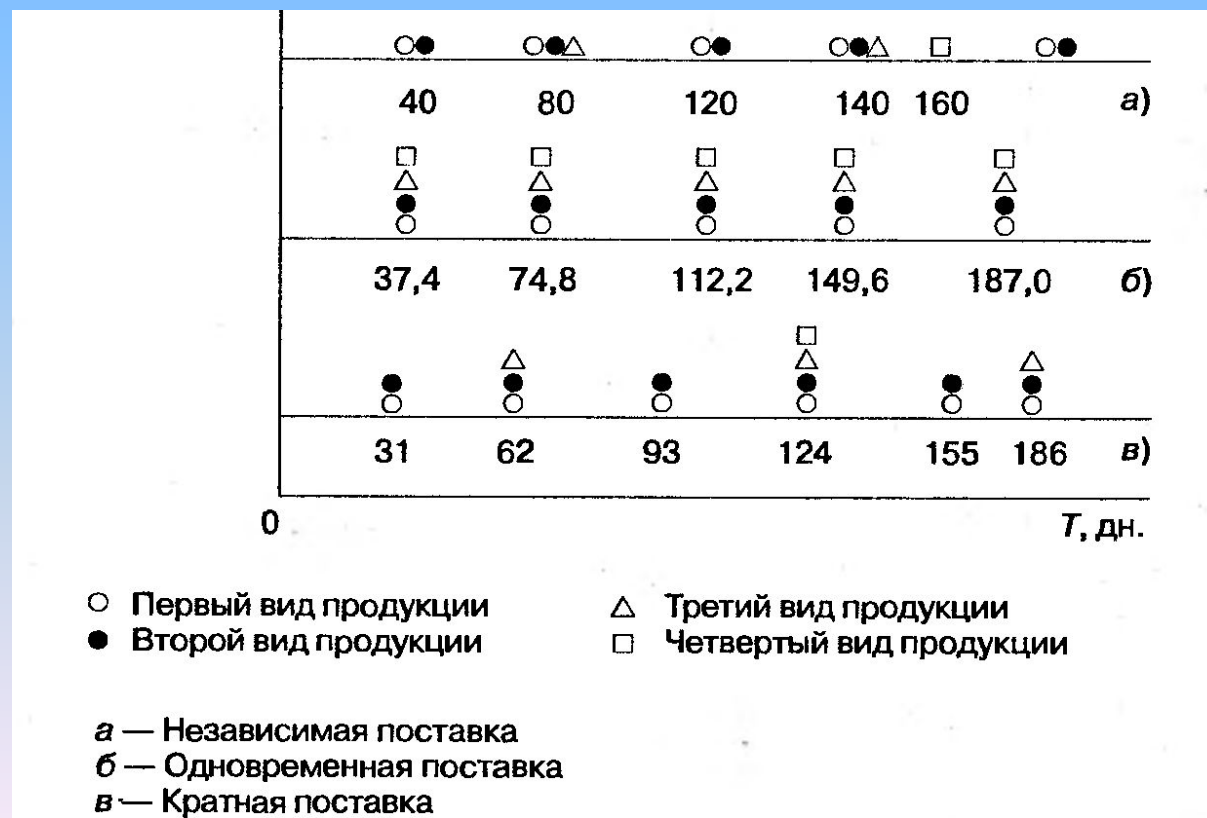 40 80 120 140 160 а)
37,4 74,8 112,2 149,6 187,0 б)
31 62 93 124 155 186 в)
0 Т, дн.
Первый вид продукции Третий вид продукции
Второй вид продукции Четвертый вид продукции
а — Независимая поставка
б — Одновременная поставка
в — Кратная поставка